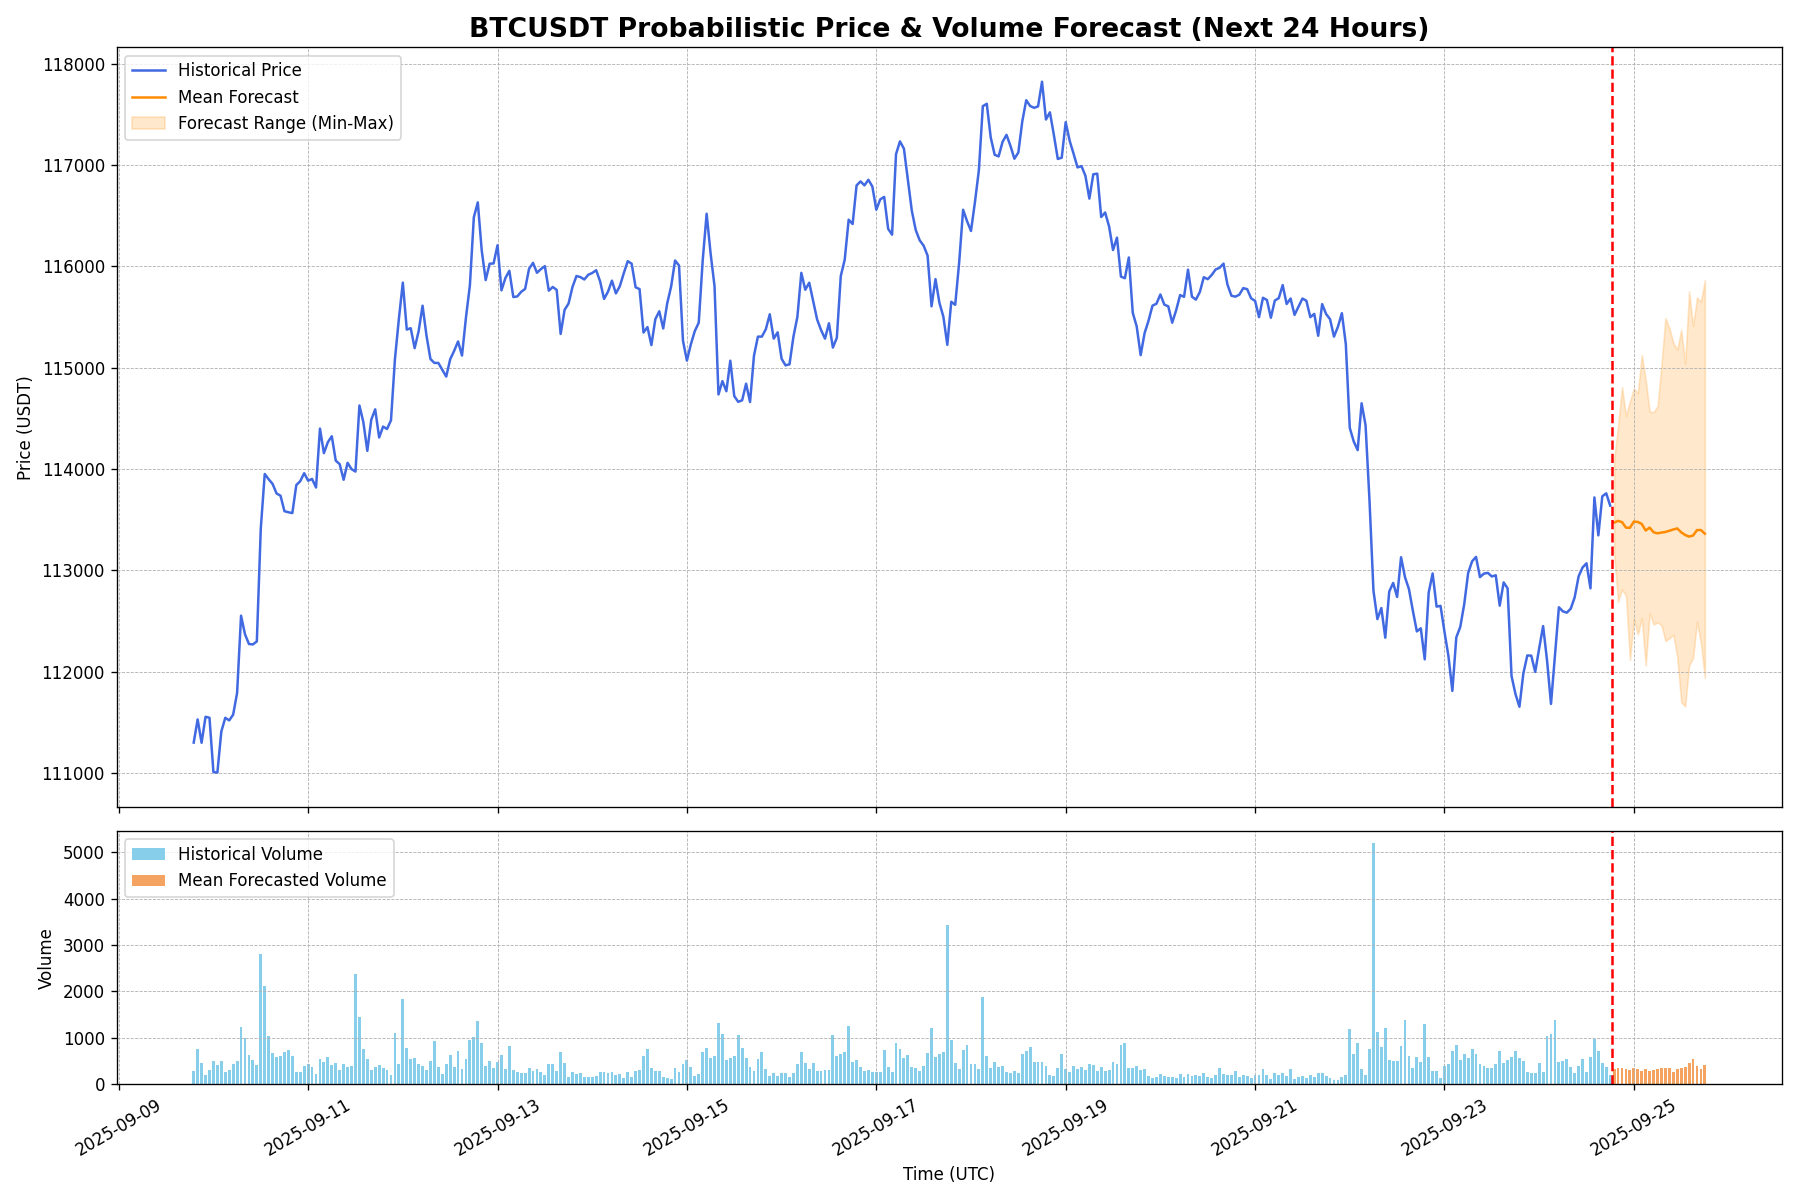 BTCUSDT Probabilistic Price & Volume Forecast (Next 24 Hours)
Historical Price
Mean Forecast
Forecast Range (Min-Max)
118000
117000
116000
115000
114000
113000
112000
111000
Price (USDT)
Historical Volume
Mean Forecasted Volume
5000
4000
3000
2000
1000
0
Volume
2025-09-09
2025-09-11
2025-09-13
2025-09-15
2025-09-17
2025-09-19
2025-09-21
2025-09-23
2025-09-25
Time (UTC)